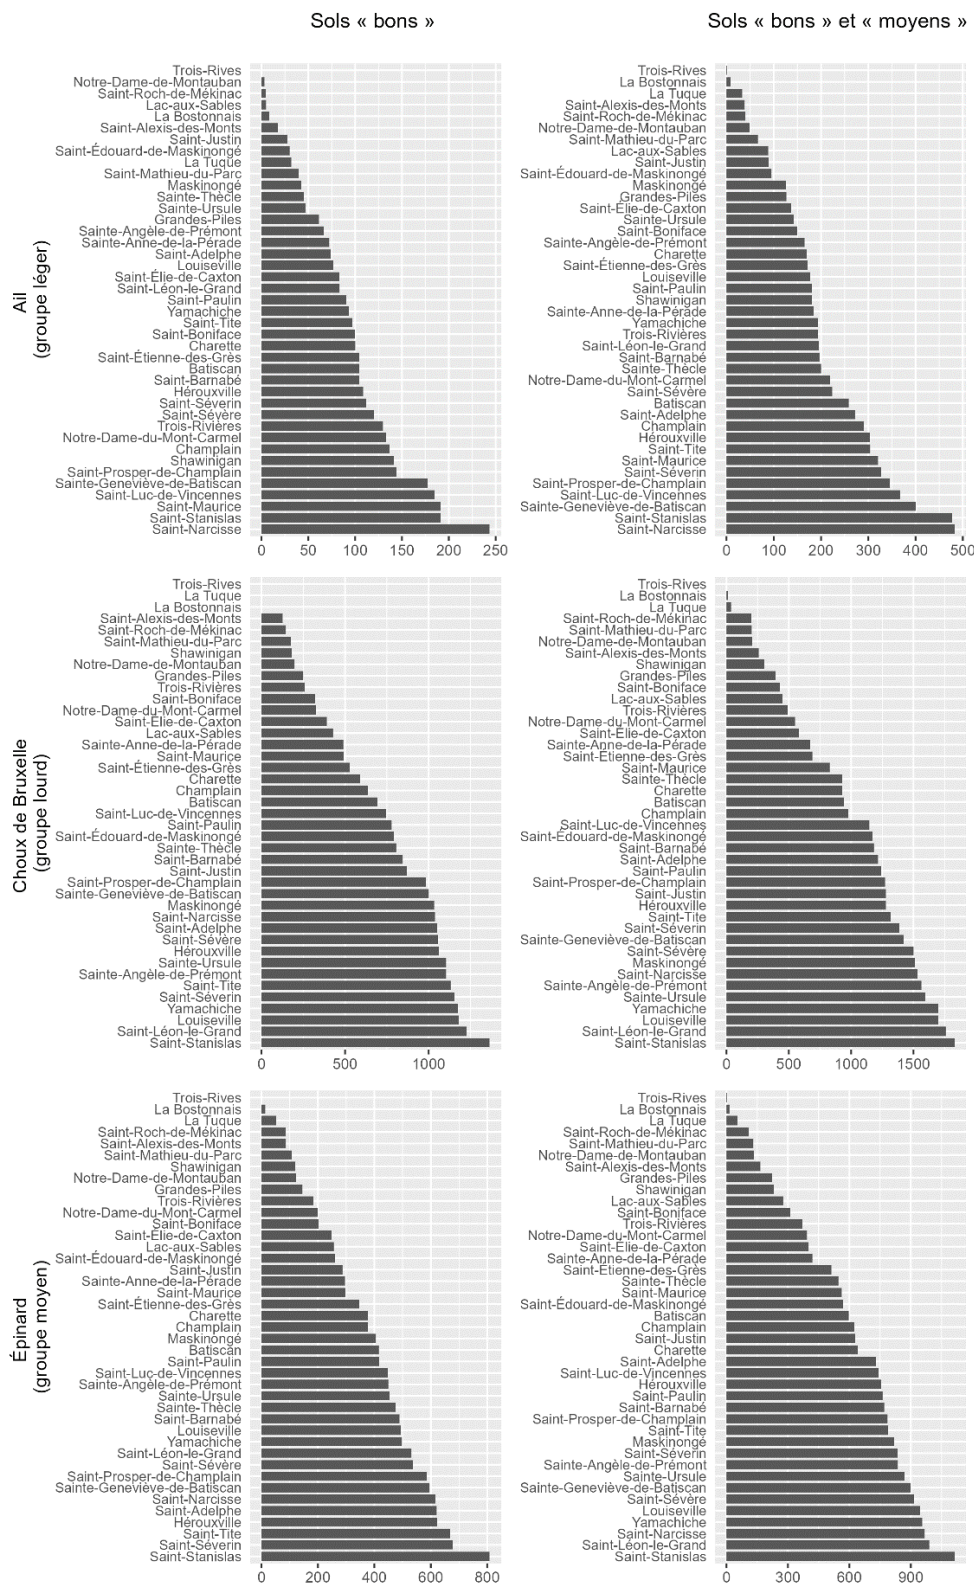 Sols « bons »
Sols « bons » et « moyens »
Ail
(groupe léger)
Trois-Rives
Notre-Dame-de-Montauban
Saint-Roch-de-Mékinac
Lac-aux-Sables
La Bostonnais
Saint-Alexis-des-Monts
Saint-Justin
Saint-Édouard-de-Maskinongé
La Tuque
Saint-Mathieu-du-Parc
Maskinongé
Sainte-Thècle
Sainte-Ursule
Grandes-Piles
Sainte-Angèle-de-Prémont
Sainte-Anne-de-la-Pérade
Saint-Adelphe
Louiseville
Saint-Élie-de-Caxton
Saint-Léon-le-Grand
Saint-Paulin
Yamachiche
Saint-Tite
Saint-Boniface
Charette
Saint-Étienne-des-Grès
Batiscan
Saint-Barnabé
Hérouxville
Saint-Séverin
Saint-Sévère
Trois-Rivières
Notre-Dame-du-Mont-Carmel
Champlain
Shawinigan
Saint-Prosper-de-Champlain
Sainte-Geneviève-de-Batiscan
Saint-Luc-de-Vincennes
Saint-Maurice
Saint-Stanislas
Saint-Narcisse
0 50 100 150 200 250
Trois-Rives
La Bostonnais
La Tuque
Saint-Alexis-des-Monts
Saint-Roch-de-Mékinac
Notre-Dame-de-Montauban
Saint-Mathieu-du-Parc
Lac-aux-Sables
Saint-Justin
Saint-Édouard-de-Maskinongé
Maskinongé
Grandes-Piles
Saint-Élie-de-Caxton
Sainte-Ursule
Saint-Boniface
Sainte-Angèle-de-Prémont
Charette
Saint-Étienne-des-Grès
Louiseville
Saint-Paulin
Shawinigan
Sainte-Anne-de-la-Pérade
Yamachiche
Trois-Rivières
Saint-Léon-le-Grand
Saint-Barnabé
Sainte-Thècle
Notre-Dame-du-Mont-Carmel
Saint-Sévère
Batiscan
Saint-Adelphe
Champlain
Hérouxville
Saint-Tite
Saint-Maurice
Saint-Séverin
Saint-Prosper-de-Champlain
Saint-Luc-de-Vincennes
Sainte-Geneviève-de-Batiscan
Saint-Stanislas
Saint-Narcisse
0 100 200 300 400 500
Choux de Bruxelle
(groupe lourd)
Trois-Rives
La Tuque
La Bostonnais
Saint-Alexis-des-Monts
Saint-Roch-de-Mékinac
Saint-Mathieu-du-Parc
Shawinigan
Notre-Dame-de-Montauban
Grandes-Piles
Trois-Rivières
Saint-Boniface
Notre-Dame-du-Mont-Carmel
Saint-Élie-de-Caxton
Lac-aux-Sables
Sainte-Anne-de-la-Pérade
Saint-Maurice
Saint-Étienne-des-Grès
Charette
Champlain
Batiscan
Saint-Luc-de-Vincennes
Saint-Paulin
Saint-Édouard-de-Maskinongé
Sainte-Thècle
Saint-Barnabé
Saint-Justin
Saint-Prosper-de-Champlain
Sainte-Geneviève-de-Batiscan
Maskinongé
Saint-Narcisse
Saint-Adelphe
Saint-Sévère
Hérouxville
Sainte-Ursule
Sainte-Angèle-de-Prémont
Saint-Tite
Saint-Séverin
Yamachiche
Louiseville
Saint-Léon-le-Grand
Saint-Stanislas
0 500 1000
Trois-Rives
La Bostonnais
La Tuque
Saint-Roch-de-Mékinac
Saint-Mathieu-du-Parc
Notre-Dame-de-Montauban
Saint-Alexis-des-Monts
Shawinigan
Grandes-Piles
Saint-Boniface
Lac-aux-Sables
Trois-Rivières
Notre-Dame-du-Mont-Carmel
Saint-Élie-de-Caxton
Sainte-Anne-de-la-Pérade
Saint-Étienne-des-Grès
Saint-Maurice
Sainte-Thècle
Charette
Batiscan
Champlain
Saint-Luc-de-Vincennes
Saint-Édouard-de-Maskinongé
Saint-Barnabé
Saint-Adelphe
Saint-Paulin
Saint-Prosper-de-Champlain
Saint-Justin
Hérouxville
Saint-Tite
Saint-Séverin
Sainte-Geneviève-de-Batiscan
Saint-Sévère
Maskinongé
Saint-Narcisse
Sainte-Angèle-de-Prémont
Sainte-Ursule
Yamachiche
Louiseville
Saint-Léon-le-Grand
Saint-Stanislas
0 500 1000 1500
Épinard
(groupe moyen)
Trois-Rives
La Bostonnais
La Tuque
Saint-Roch-de-Mékinac
Saint-Alexis-des-Monts
Saint-Mathieu-du-Parc
Shawinigan
Notre-Dame-de-Montauban
Grandes-Piles
Trois-Rivières
Notre-Dame-du-Mont-Carmel
Saint-Boniface
Saint-Élie-de-Caxton
Lac-aux-Sables
Saint-Édouard-de-Maskinongé
Saint-Justin
Sainte-Anne-de-la-Pérade
Saint-Maurice
Saint-Étienne-des-Grès
Charette
Champlain
Maskinongé
Batiscan
Saint-Paulin
Saint-Luc-de-Vincennes
Sainte-Angèle-de-Prémont
Sainte-Ursule
Sainte-Thècle
Saint-Barnabé
Louiseville
Yamachiche
Saint-Léon-le-Grand
Saint-Sévère
Saint-Prosper-de-Champlain
Sainte-Geneviève-de-Batiscan
Saint-Narcisse
Saint-Adelphe
Hérouxville
Saint-Tite
Saint-Séverin
Saint-Stanislas
0 200 400 600 800
Trois-Rives
La Bostonnais
La Tuque
Saint-Roch-de-Mékinac
Saint-Mathieu-du-Parc
Notre-Dame-de-Montauban
Saint-Alexis-des-Monts
Grandes-Piles
Shawinigan
Lac-aux-Sables
Saint-Boniface
Trois-Rivières
Notre-Dame-du-Mont-Carmel
Saint-Élie-de-Caxton
Sainte-Anne-de-la-Pérade
Saint-Étienne-des-Grès
Sainte-Thècle
Saint-Maurice
Saint-Édouard-de-Maskinongé
Batiscan
Champlain
Saint-Justin
Charette
Saint-Adelphe
Saint-Luc-de-Vincennes
Hérouxville
Saint-Paulin
Saint-Barnabé
Saint-Prosper-de-Champlain
Saint-Tite
Maskinongé
Saint-Séverin
Sainte-Angèle-de-Prémont
Sainte-Ursule
Sainte-Geneviève-de-Batiscan
Saint-Sévère
Louiseville
Yamachiche
Saint-Narcisse
Saint-Léon-le-Grand
Saint-Stanislas
0 300 600 900